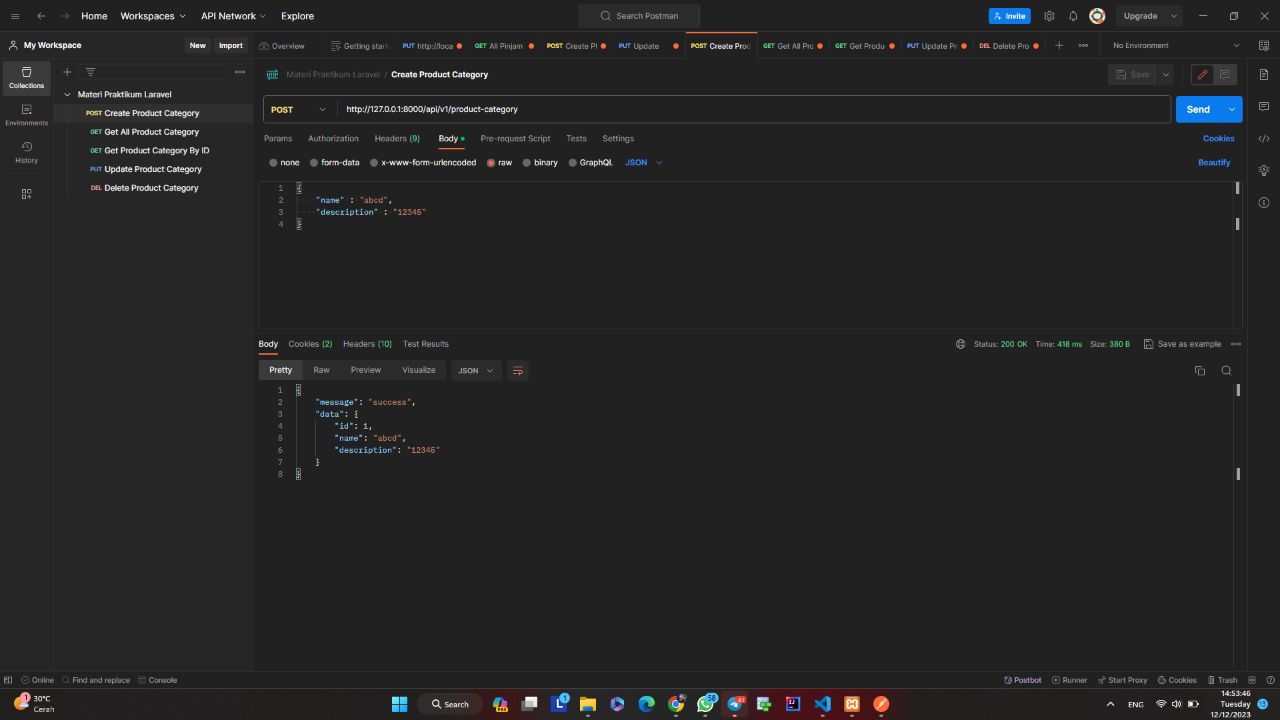 Home Workspaces API Network Explore Search Postman Invite Upgrade
My Workspace New Import Overview Getting start PUT http://loca GET All Pinjam POST Create PI PUT Update POST Create Prod GET Get All Pro GET Get Produ PUT Update Pr DEL Delete Pro No Environment
Collections
Environments
History
Materi Praktikum Laravel
POST Create Product Category
GET Get All Product Category
GET Get Product Category By ID
PUT Update Product Category
DEL Delete Product Category
Materi Praktikum Laravel / Create Product Category Save
POST http://127.0.0.1:8000/api/v1/product-category Send
Params Authorization Headers (9) Body Pre-request Script Tests Settings Cookies
none form-data x-www-form-urlencoded raw binary GraphQL JSON Beautify
1 {
2 "name" : "abcd",
3 "description" : "12345"
4 }
Body Cookies (2) Headers (10) Test Results Status: 200 OK Time: 418 ms Size: 380 B Save as example
Pretty Raw Preview Visualize JSON
1 {
2 "message": "success",
3 "data": {
4 "id": 1,
5 "name": "abcd",
6 "description": "12345"
7 }
8 }
Online Find and replace Console Postbot Runner Start Proxy Cookies Trash
1 30°C
Cerah
Search
1
58
ENG
14:53:46
Tuesday
12/12/2023